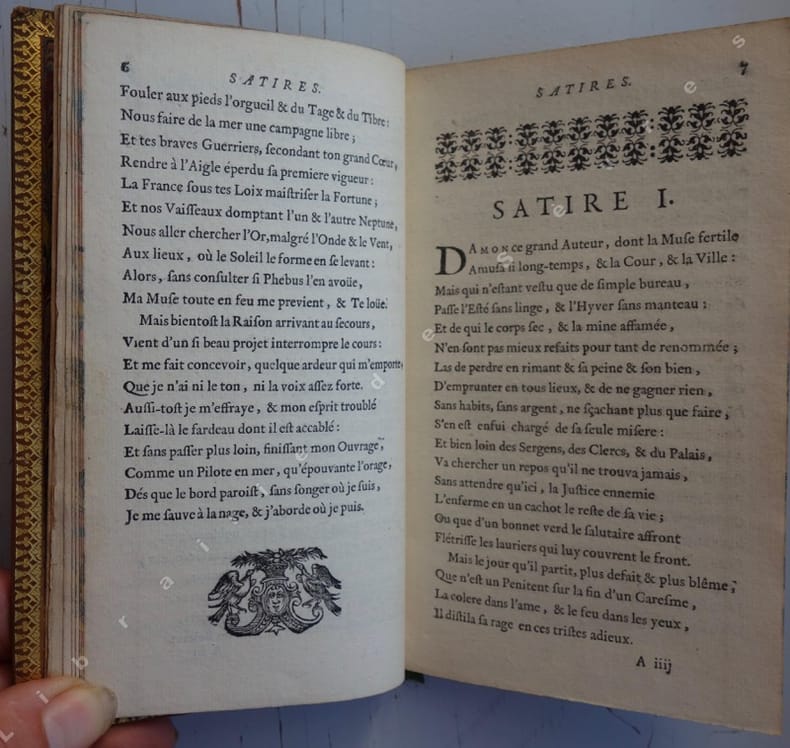 6
SATIRES.
Fouler aux pieds l'orgueil & du Tage & du Tibre:
Nous faire de la mer une campagne libre;
Et tes braves Guerriers, ſecondant ton grand Cœur,
Rendre à l'Aigle éperdu ſa premiere vigueur:
La France ſous tes Loix maiſtriſer la Fortune;
Et nos Vaiſſeaux domptant l'un & l'autre Neptune,
Nous aller chercher l'Or, malgré l'Onde & le Vent,
Aux lieux, où le Soleil le forme en ſe levant:
Alors, ſans conſulter ſi Phebus l'en avoüe,
Ma Muſe toute en feu me previent, & Te loüe.
Mais bientoſt la Raiſon arrivant au ſecours,
Vient d'un ſi beau projet interrompre le cours:
Et me fait concevoir, quelque ardeur qui m'emporte,
Que je n'ai ni le ton, ni la voix aſſez forte.
Auſſi-toſt je m'effraye, & mon eſprit troublé
Laiſſe-là le fardeau dont il eſt accablé:
Et ſans paſſer plus loin, finiſſant mon Ouvrage,
Comme un Pilote en mer, qu'épouvante l'orage,
Dés que le bord paroiſt, ſans ſonger où je ſuis,
Je me ſauve à la nage, & j'aborde où je puis.
SATIRES.
7
SATIRE I.
DAMON ce grand Auteur, dont la Muſe fertile
Amuſa ſi long-temps, & la Cour, & la Ville:
Mais qui n'eſtant veſtu que de ſimple bureau,
Paſſe l'Eſté ſans linge, & l'Hyver ſans manteau:
Et de qui le corps ſec, & la mine affamée,
N'en ſont pas mieux refaits pour tant de renommée;
Las de perdre en rimant & ſa peine & ſon bien,
D'emprunter en tous lieux, & de ne gagner rien,
Sans habits, ſans argent, ne ſçachant plus que faire,
S'en eſt enfui chargé de ſa ſeule miſere:
Et bien loin des Sergens, des Clercs, & du Palais,
Va chercher un repos qu'il ne trouva jamais,
Sans attendre qu'ici, la Juſtice ennemie
L'enferme en un cachot le reſte de ſa vie;
Ou que d'un bonnet verd le ſalutaire affront
Flétriſſe les lauriers qui luy couvrent le front.
Mais le jour qu'il partit, plus defait & plus blême,
Que n'eſt un Penitent ſur la fin d'un Careſme,
La colere dans l'ame, & le feu dans les yeux,
Il diſtila ſa rage en ces triſtes adieux.
A iiij